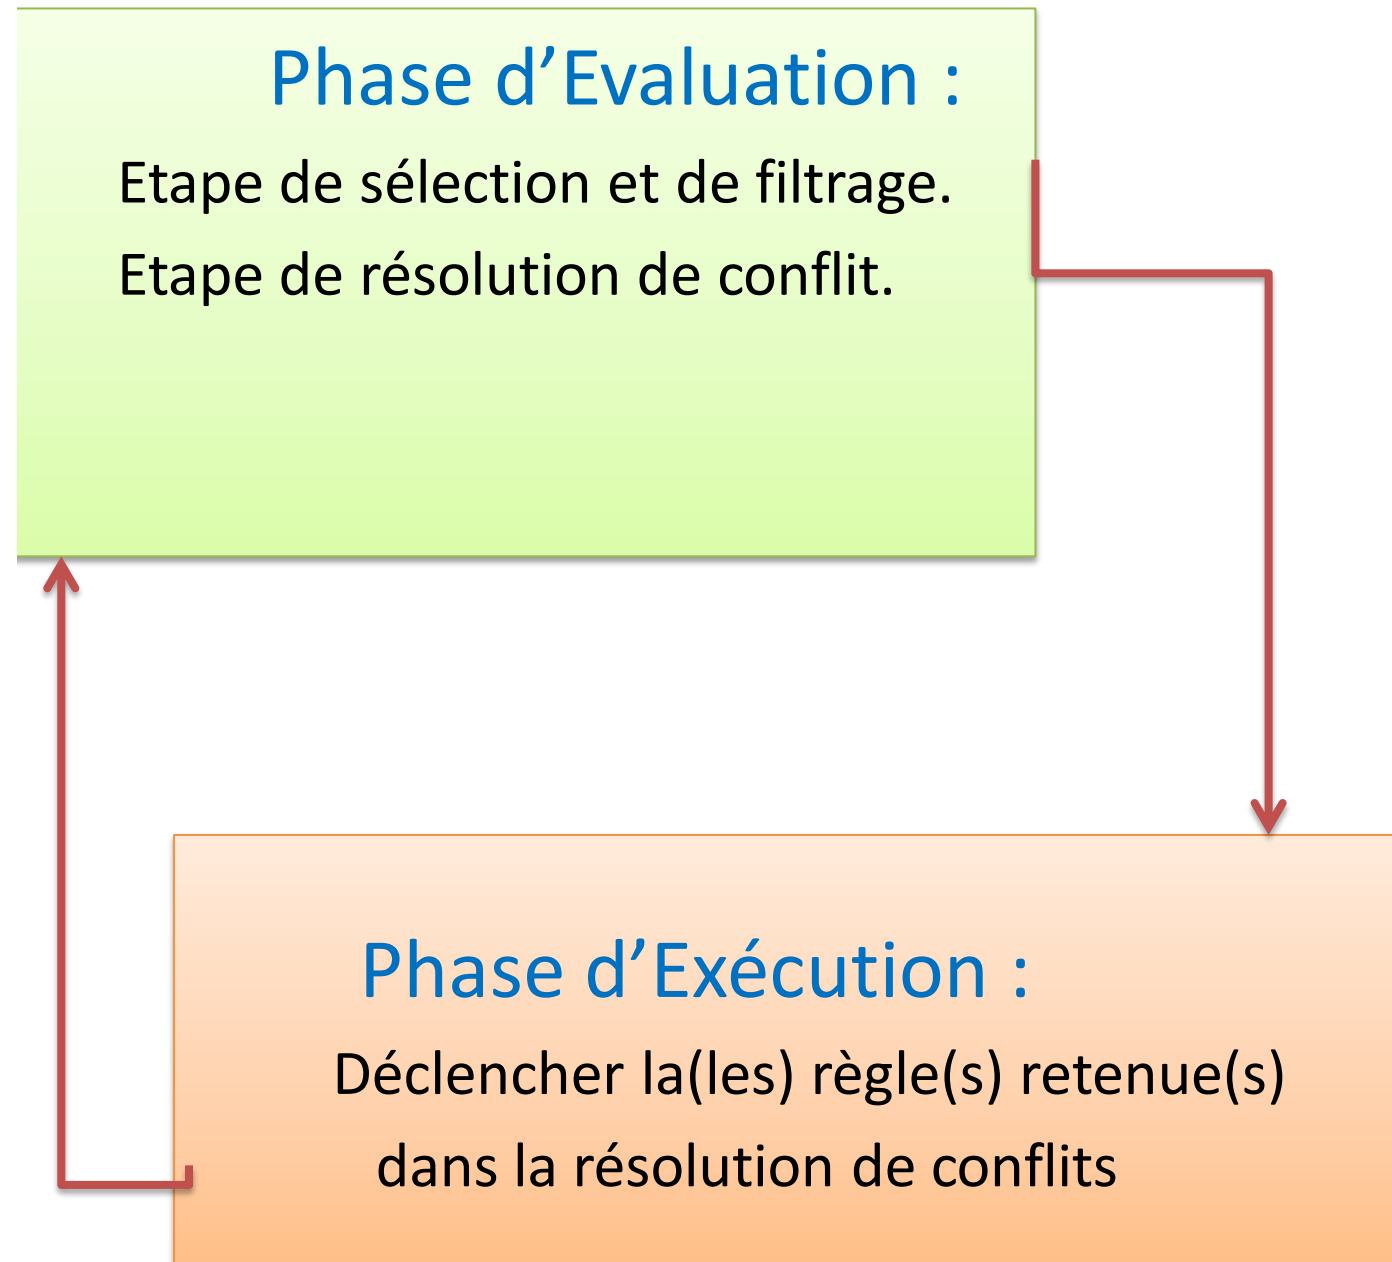 Phase d’Evaluation :
Etape de sélection et de filtrage.
Etape de résolution de conflit.
Phase d’Exécution :
Déclencher la(les) règle(s) retenue(s)
dans la résolution de conflits